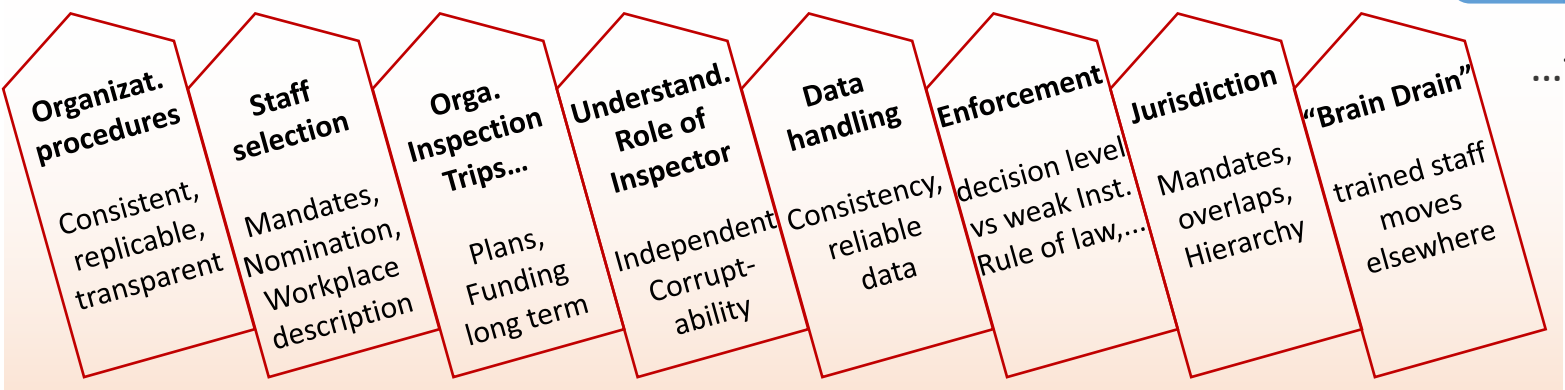 Organizat.
procedures
Consistent,
replicable,
transparent
Staff
selection
Mandates,
Nomination,
Workplace
description
Orga.
Inspection
Trips...
Plans,
Funding
long term
Understand.
Role of
Inspector
Independent
Corrupt-
ability
Data
handling
Consistency,
reliable
data
Enforcement
decision level
vs weak Inst.
Rule of law,...
Jurisdiction
Mandates,
overlaps,
Hierarchy
“Brain Drain”
trained staff
moves
elsewhere
...